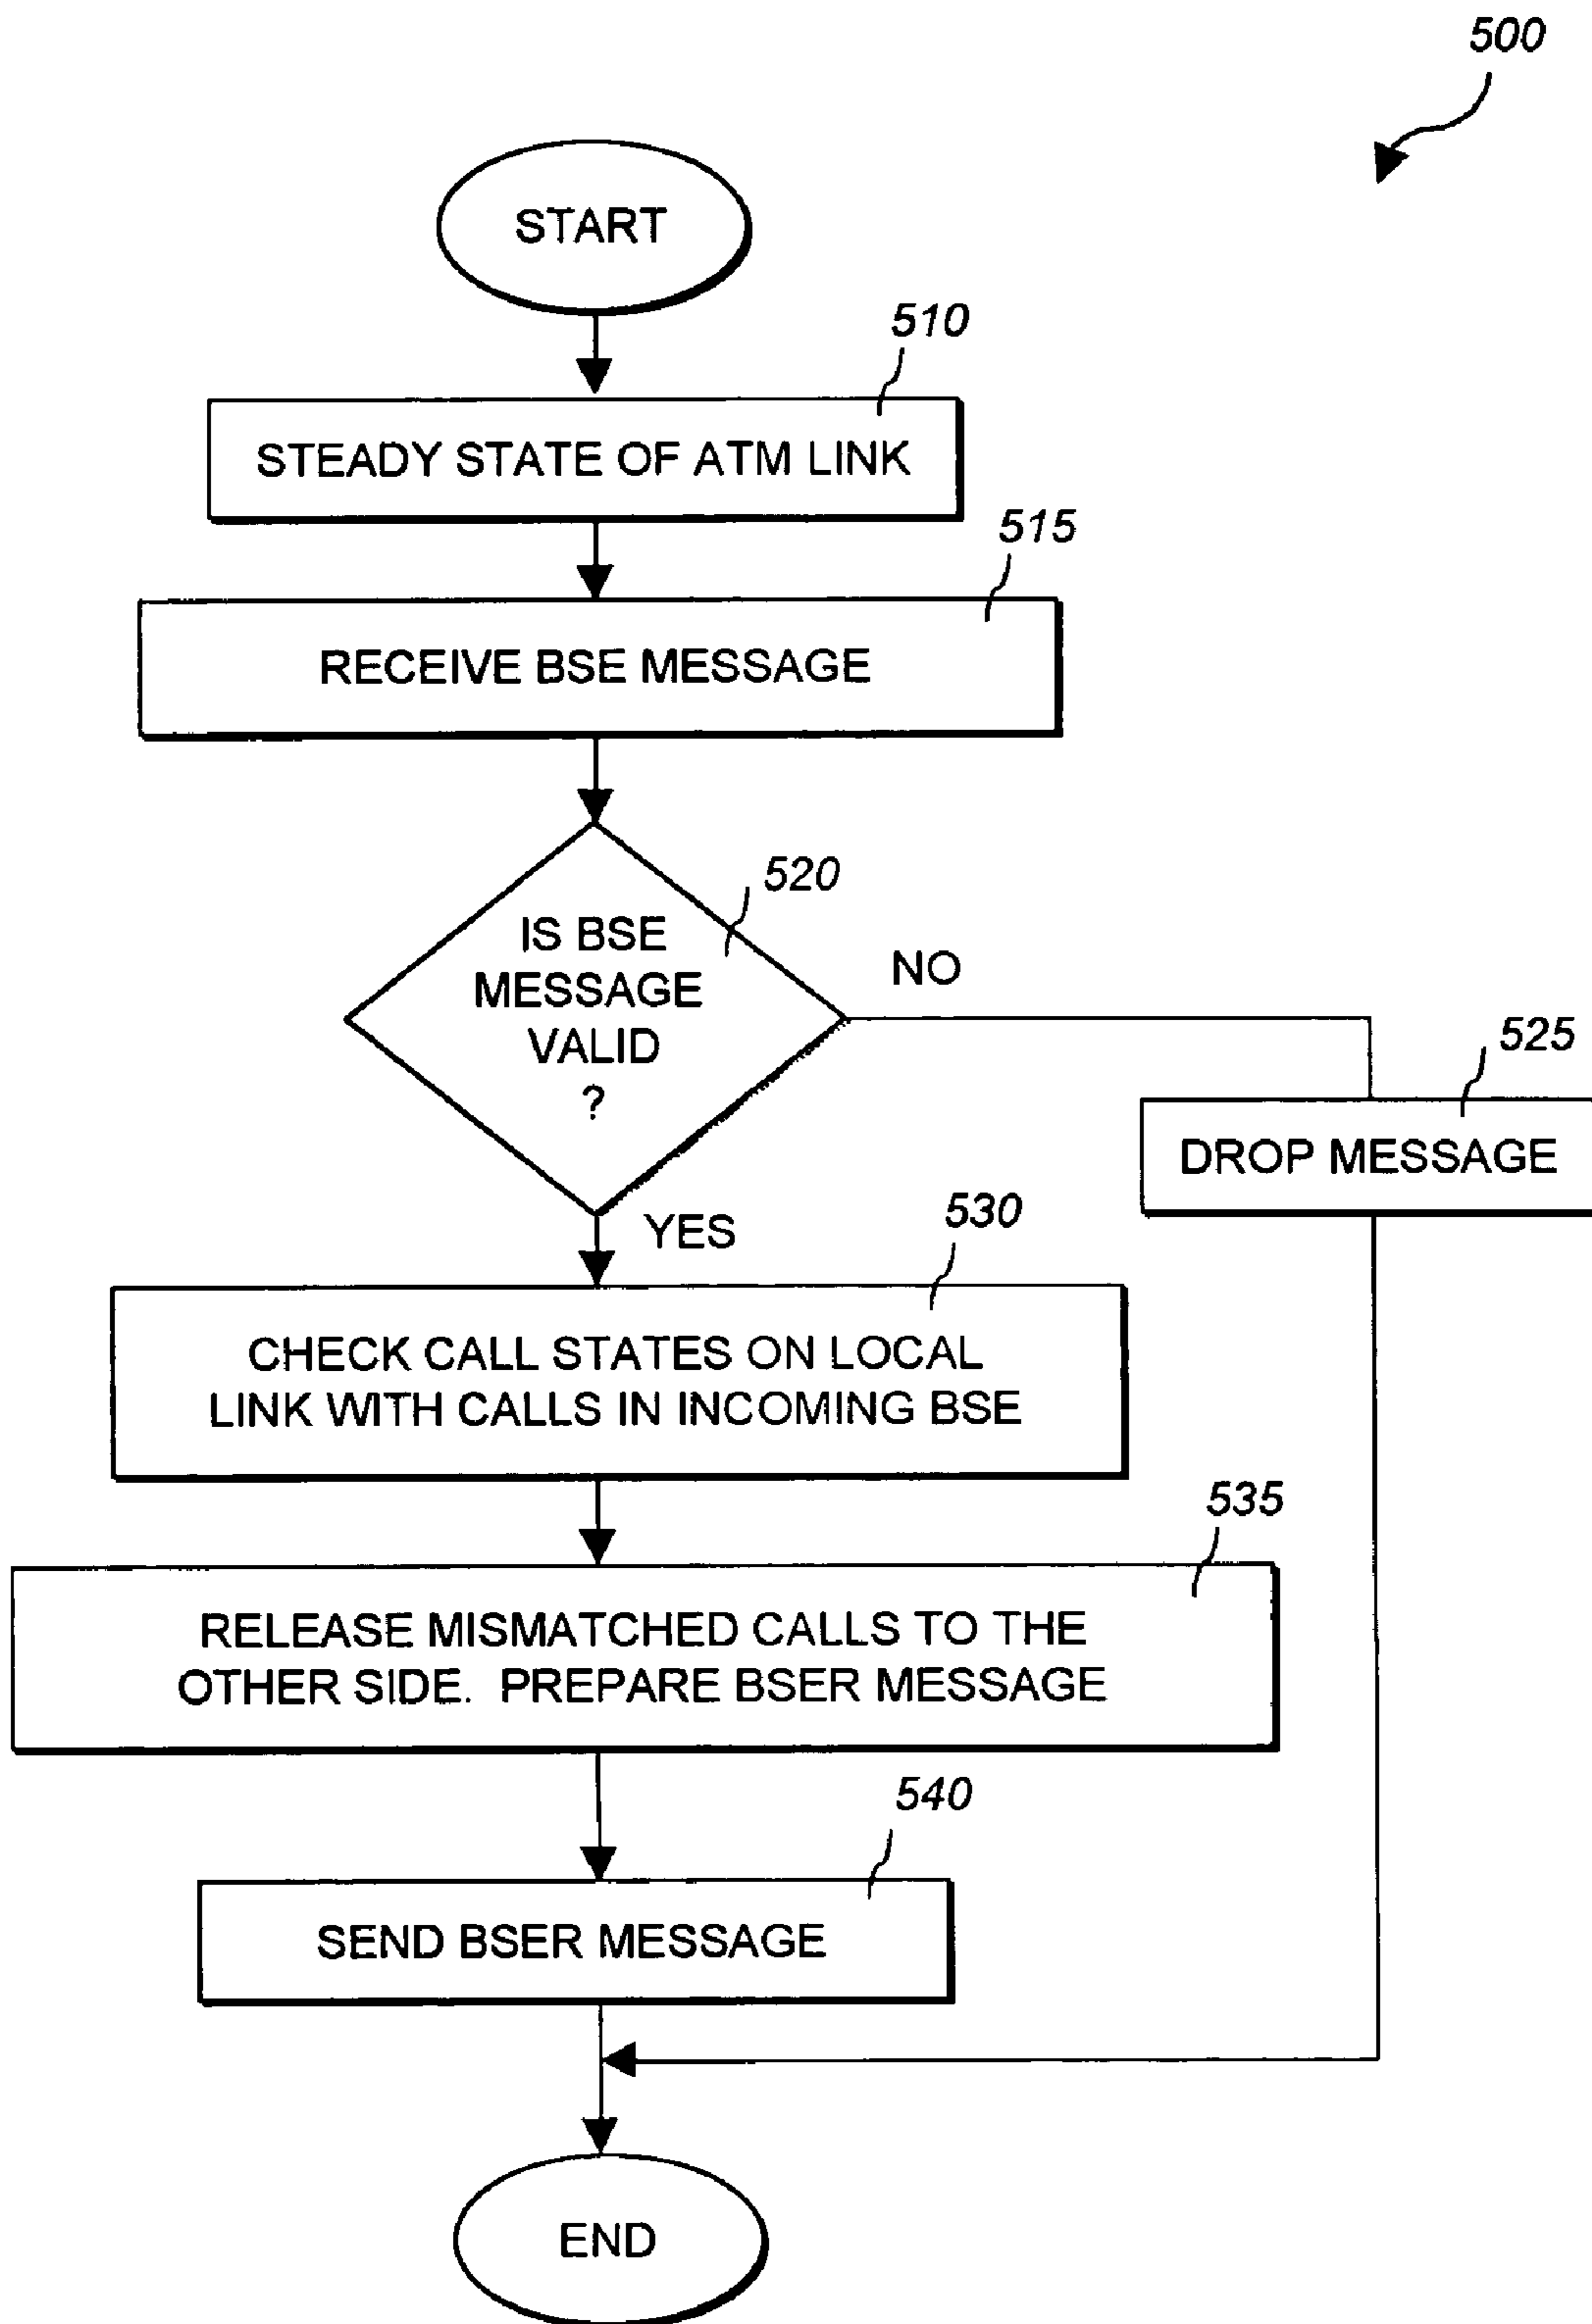 500
START
510
STEADY STATE OF ATM LINK
515
RECEIVE BSE MESSAGE
520
IS BSE
MESSAGE
VALID
?
NO
525
DROP MESSAGE
YES
530
CHECK CALL STATES ON LOCAL
LINK WITH CALLS IN INCOMING BSE
535
RELEASE MISMATCHED CALLS TO THE
OTHER SIDE. PREPARE BSER MESSAGE
540
SEND BSER MESSAGE
END